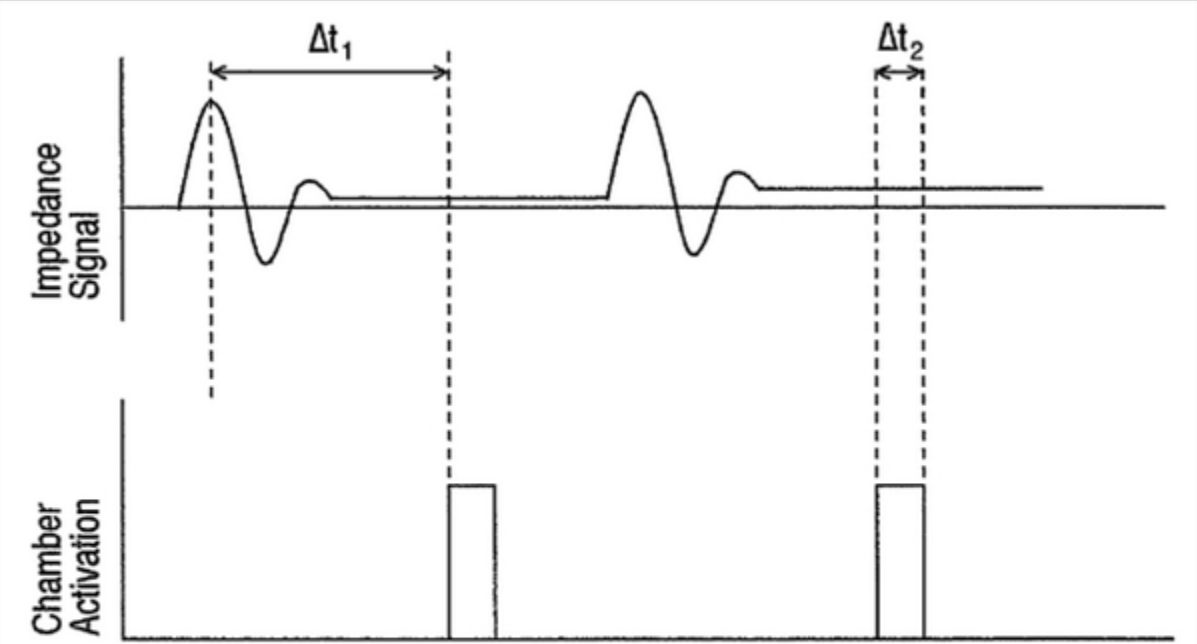 Δt₁
Δt₂
Impedance
Signal
Chamber
Activation